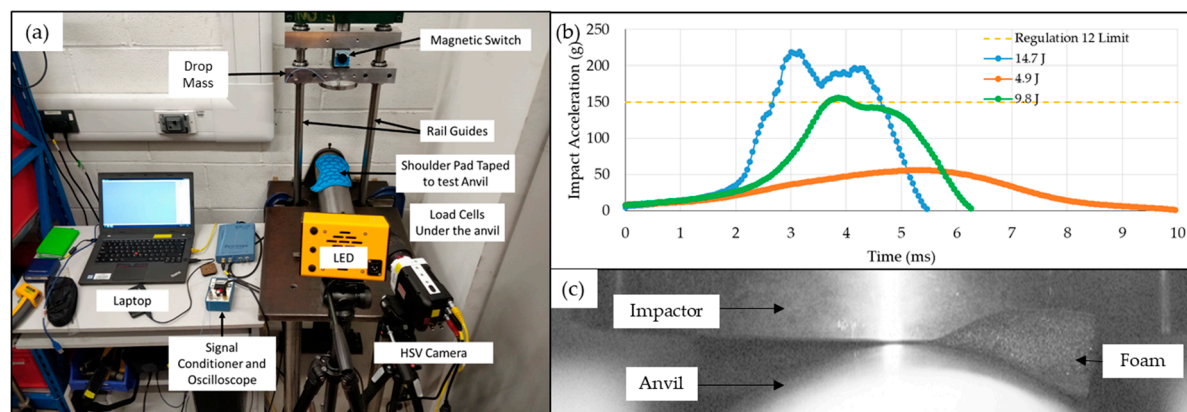 (a)
Magnetic Switch
Drop
Mass
Rail Guides
Shoulder Pad Taped
to test Anvil
Load Cells
Under the anvil
LED
Laptop
HSV Camera
Signal
Conditioner and
Oscilloscope
(b)
Impact Acceleration (g)
250
200
150
100
50
0
Regulation 12 Limit
14.7 J
4.9 J
9.8 J
0 1 2 3 4 5 6 7 8 9 10
Time (ms)
(c)
Impactor
Anvil
Foam